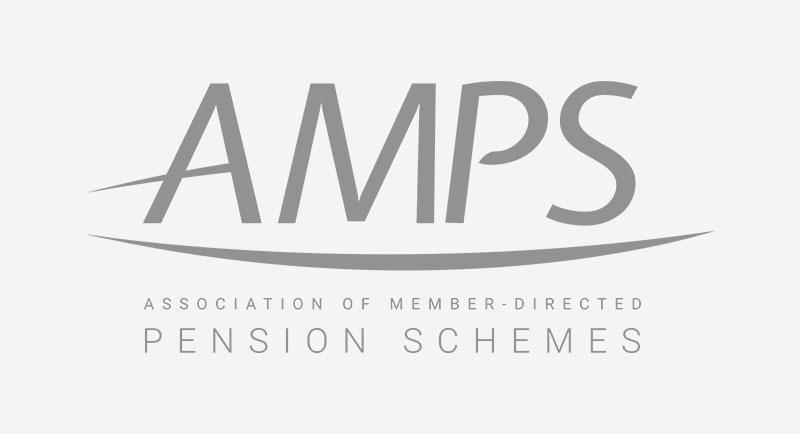 AMPS
ASSOCIATION OF MEMBER-DIRECTED
PENSION SCHEMES